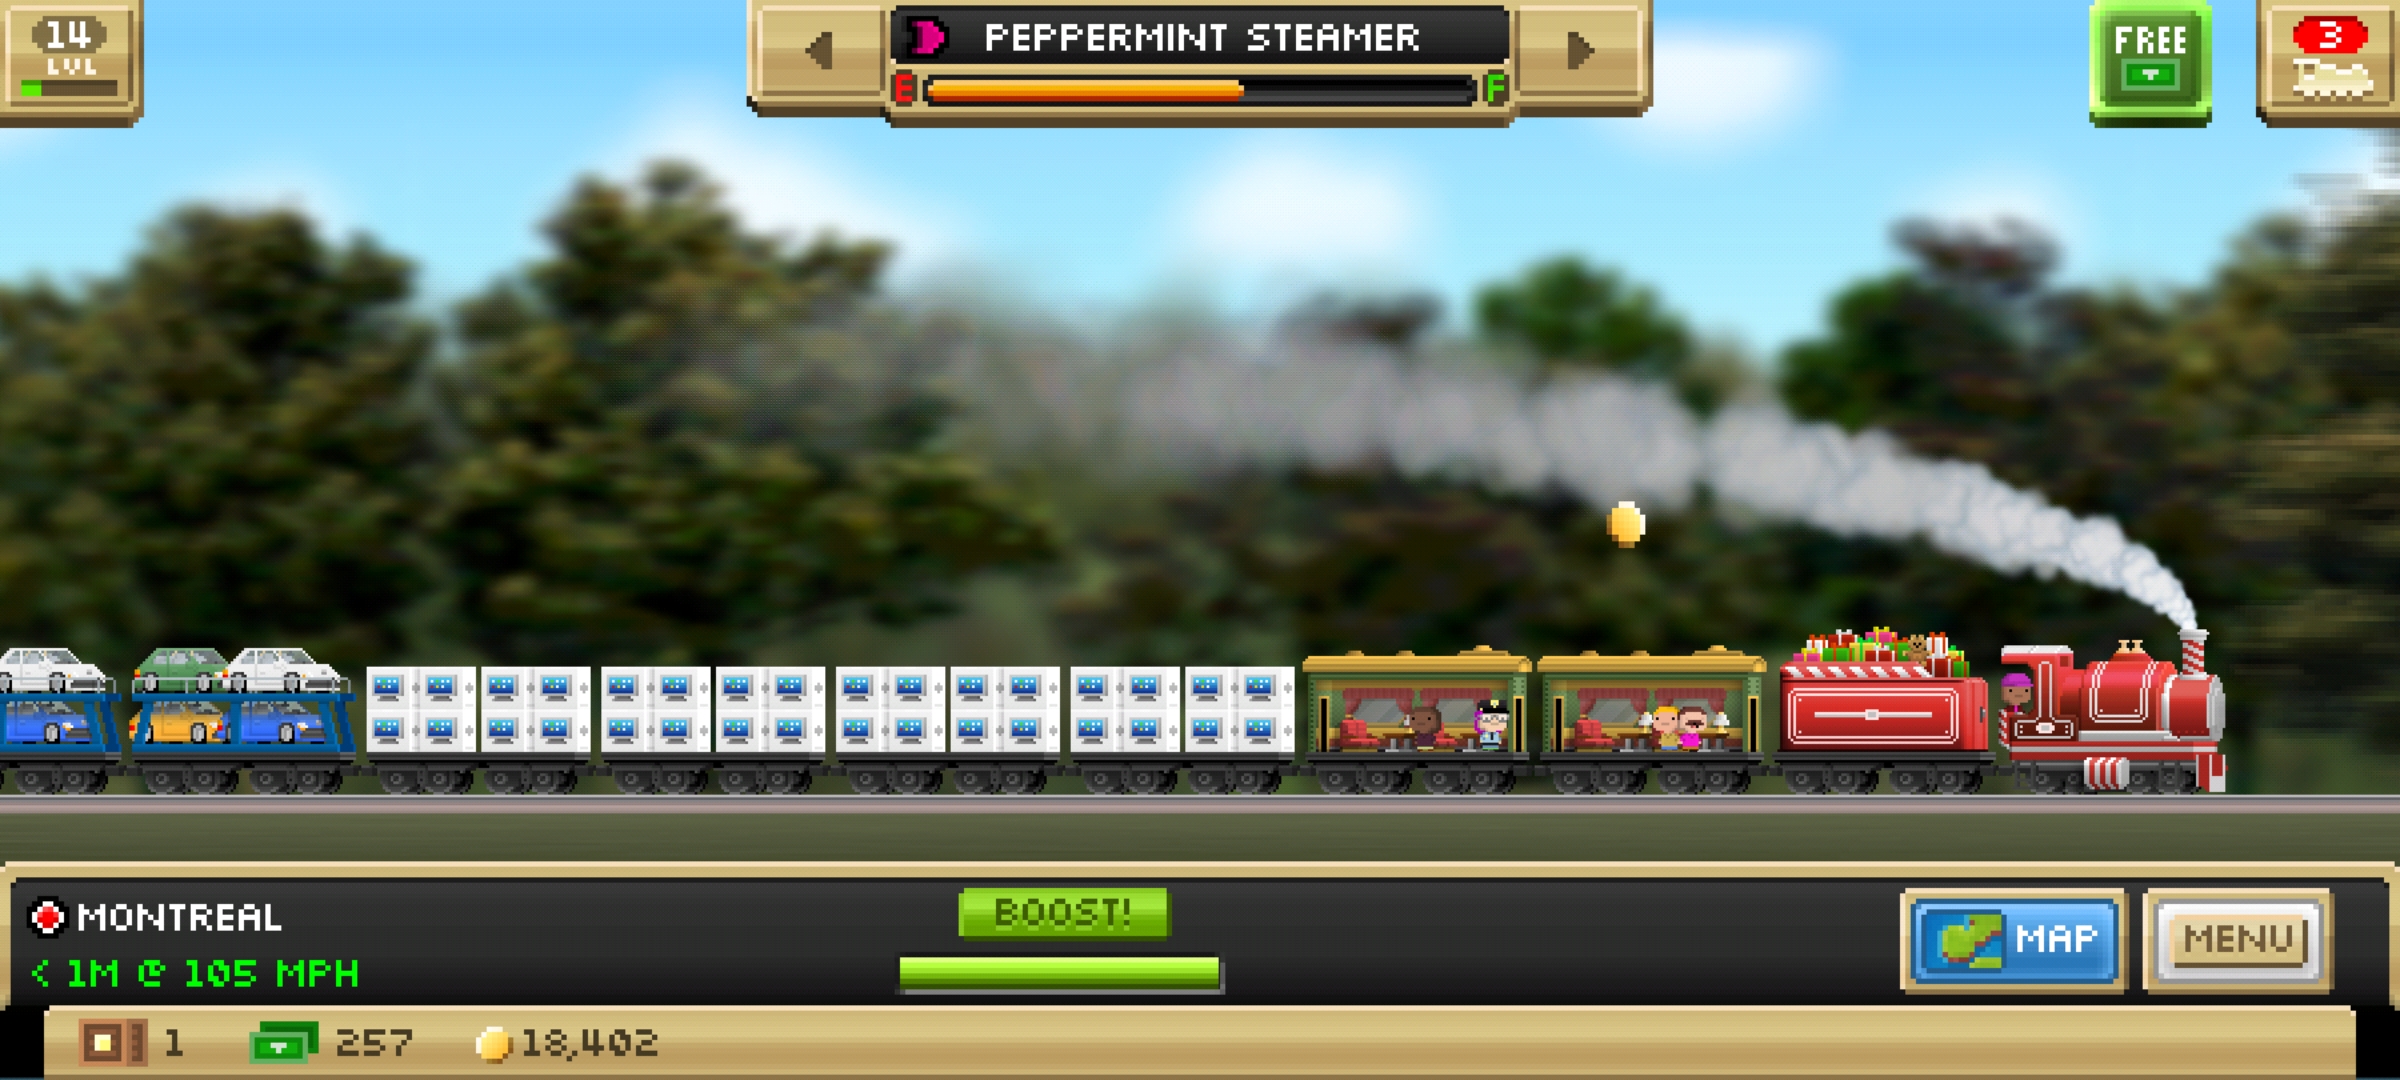 14
LVL
PEPPERMINT STEAMER
E F
FREE
3
MONTREAL
< 1M @ 105 MPH
BOOST!
MAP
MENU
1
257
18,402